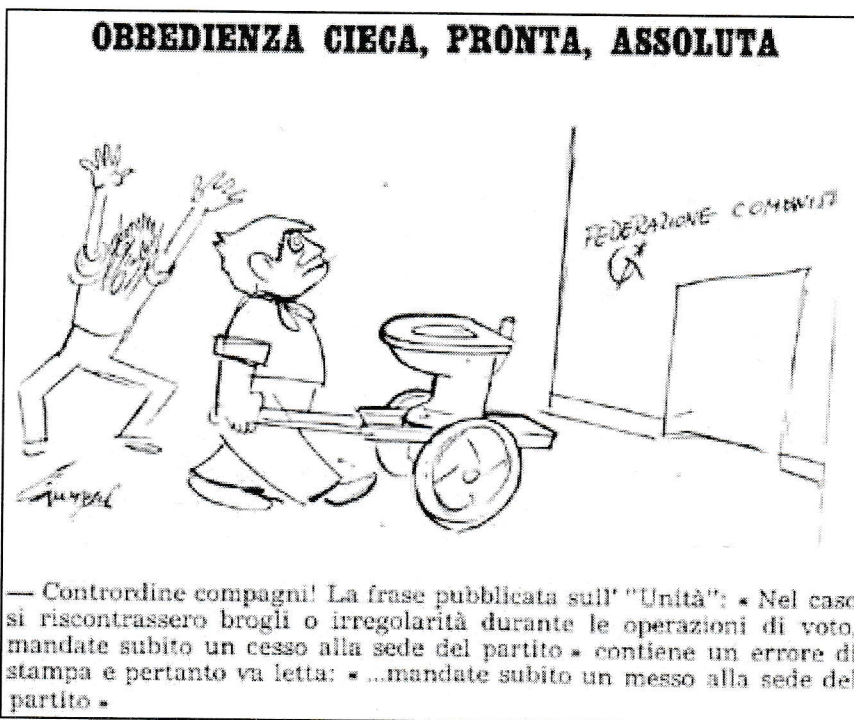 OBBEDIENZA CIECA, PRONTA, ASSOLUTA
FEDERAZIONE COMUNIST
— Contrordine compagni! La frase pubblicata sull' "Unità": « Nel caso
si riscontrassero brogli o irregolarità durante le operazioni di voto,
mandate subito un cesso alla sede del partito » contiene un errore di
stampa e pertanto va letta: « ...mandate subito un messo alla sede del
partito »